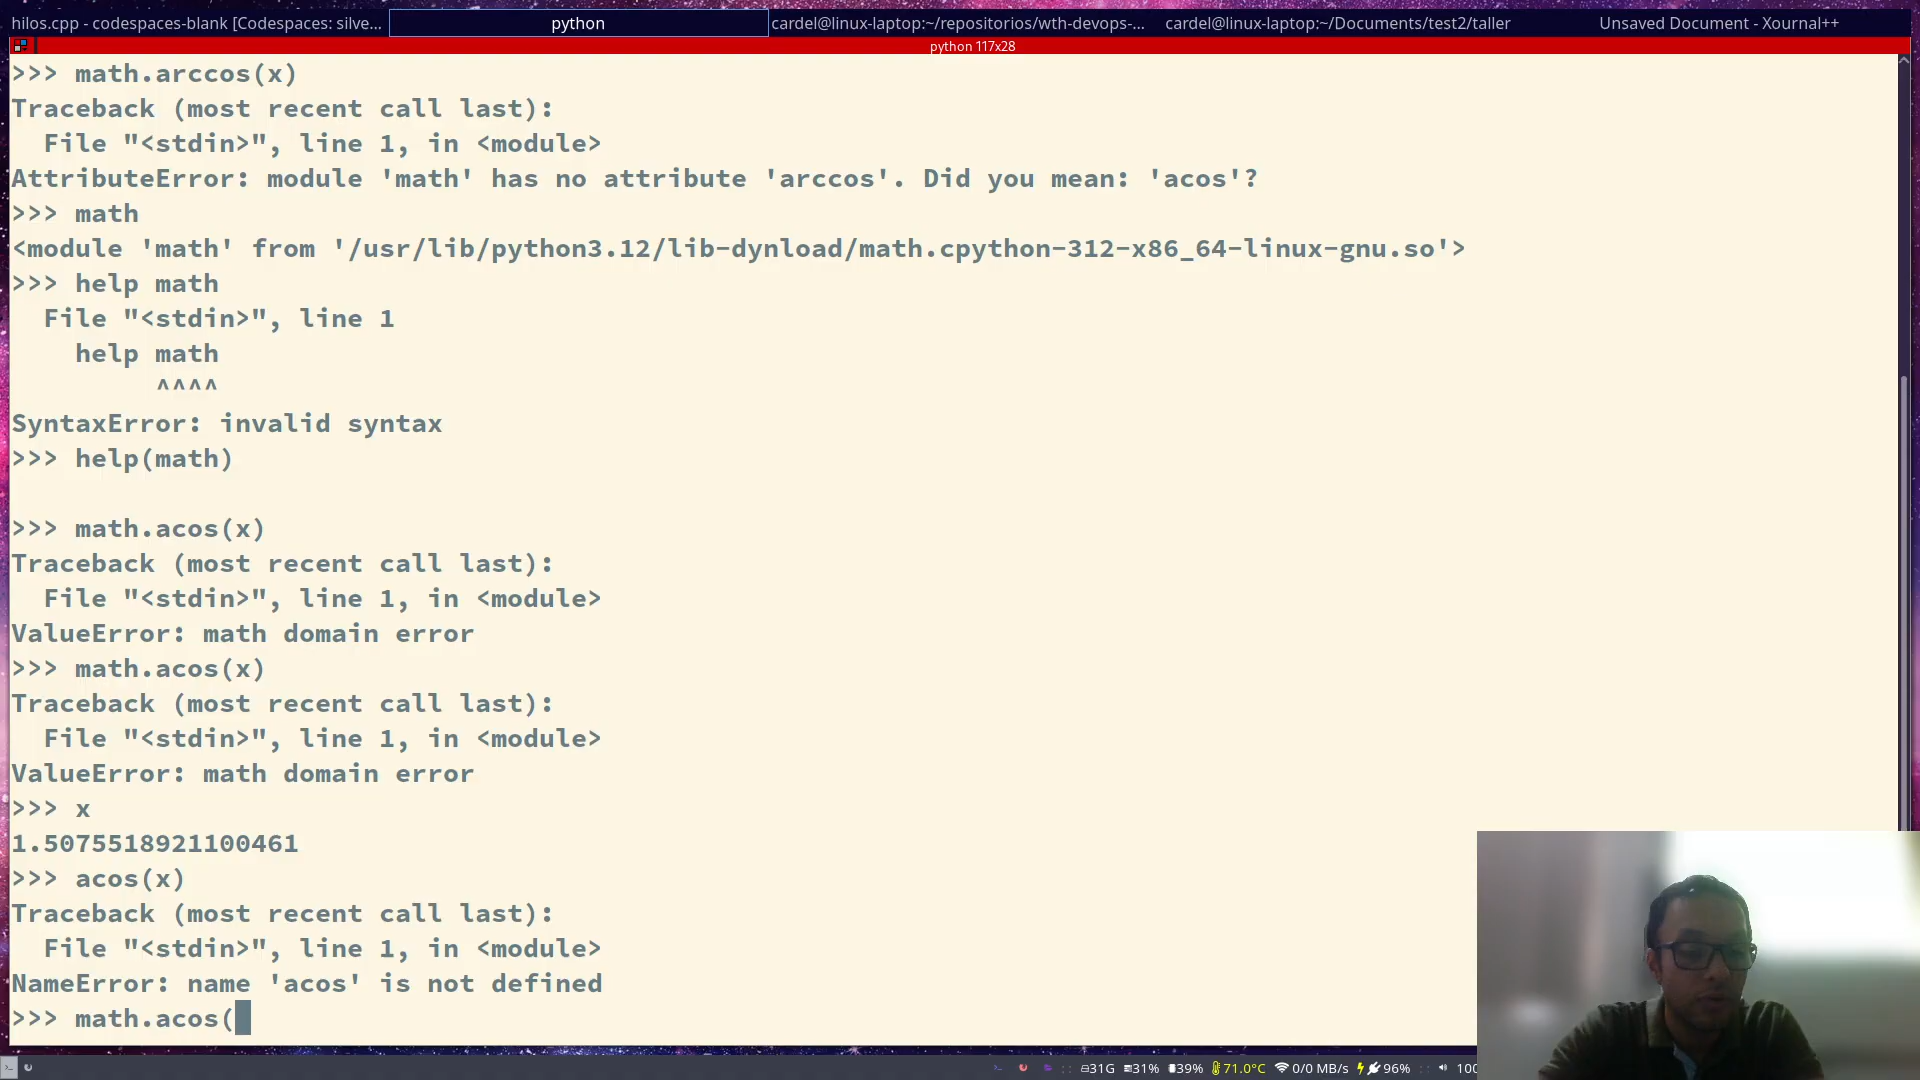 hilos.cpp - codespaces-blank [Codespaces: silve...
python
cardel@linux-laptop:~/repositorios/wth-devops-...
cardel@linux-laptop:~/Documents/test2/taller
Unsaved Document - Xournal++
python 117x28
>>> math.arccos(x)
Traceback (most recent call last):
  File "<stdin>", line 1, in <module>
AttributeError: module 'math' has no attribute 'arccos'. Did you mean: 'acos'?
>>> math
<module 'math' from '/usr/lib/python3.12/lib-dynload/math.cpython-312-x86_64-linux-gnu.so'>
>>> help math
  File "<stdin>", line 1
    help math
         ^^^^
SyntaxError: invalid syntax
>>> help(math)

>>> math.acos(x)
Traceback (most recent call last):
  File "<stdin>", line 1, in <module>
ValueError: math domain error
>>> math.acos(x)
Traceback (most recent call last):
  File "<stdin>", line 1, in <module>
ValueError: math domain error
>>> x
1.5075518921100461
>>> acos(x)
Traceback (most recent call last):
  File "<stdin>", line 1, in <module>
NameError: name 'acos' is not defined
>>> math.acos(
31G 31% 39% 71.0°C 0/0 MB/s 96% 100